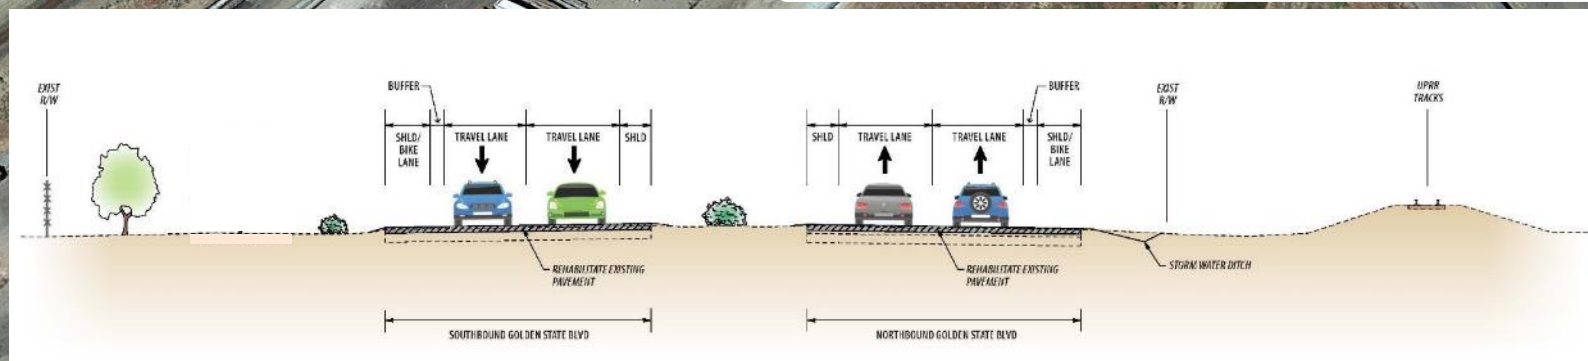 EXIST
R/W
BUFFER
SHLD/
BIKE
LANE
TRAVEL LANE
TRAVEL LANE
SHLD
SHLD
TRAVEL LANE
TRAVEL LANE
BUFFER
SHLD/
BIKE
LANE
EXIST
R/W
UPRR
TRACKS
REHABILITATE EXISTING
PAVEMENT
REHABILITATE EXISTING
PAVEMENT
STORM WATER DITCH
SOUTHBOUND GOLDEN STATE BLVD
NORTHBOUND GOLDEN STATE BLVD